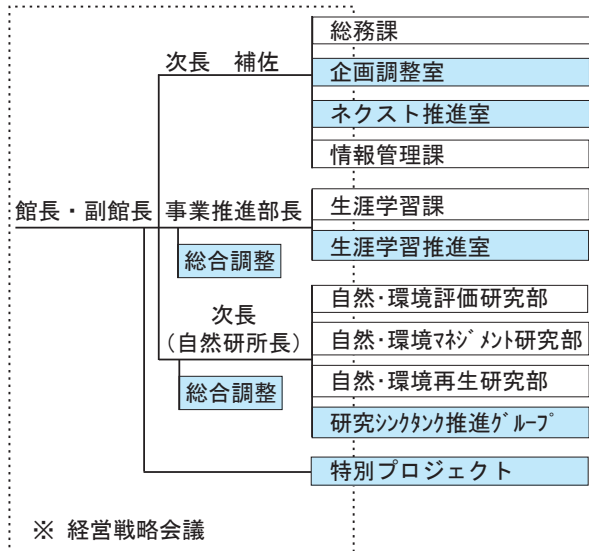 総務課
次長　補佐
企画調整室
ネクスト推進室
情報管理課
館長・副館長
事業推進部長
生涯学習課
総合調整
生涯学習推進室
次長
(自然研所長)
自然・環境評価研究部
自然・環境ﾏﾈｼﾞﾒﾝﾄ研究部
総合調整
自然・環境再生研究部
研究ｼﾝｸﾀﾝｸ推進ｸﾞﾙｰﾌﾟ
特別プロジェクト
※ 経営戦略会議